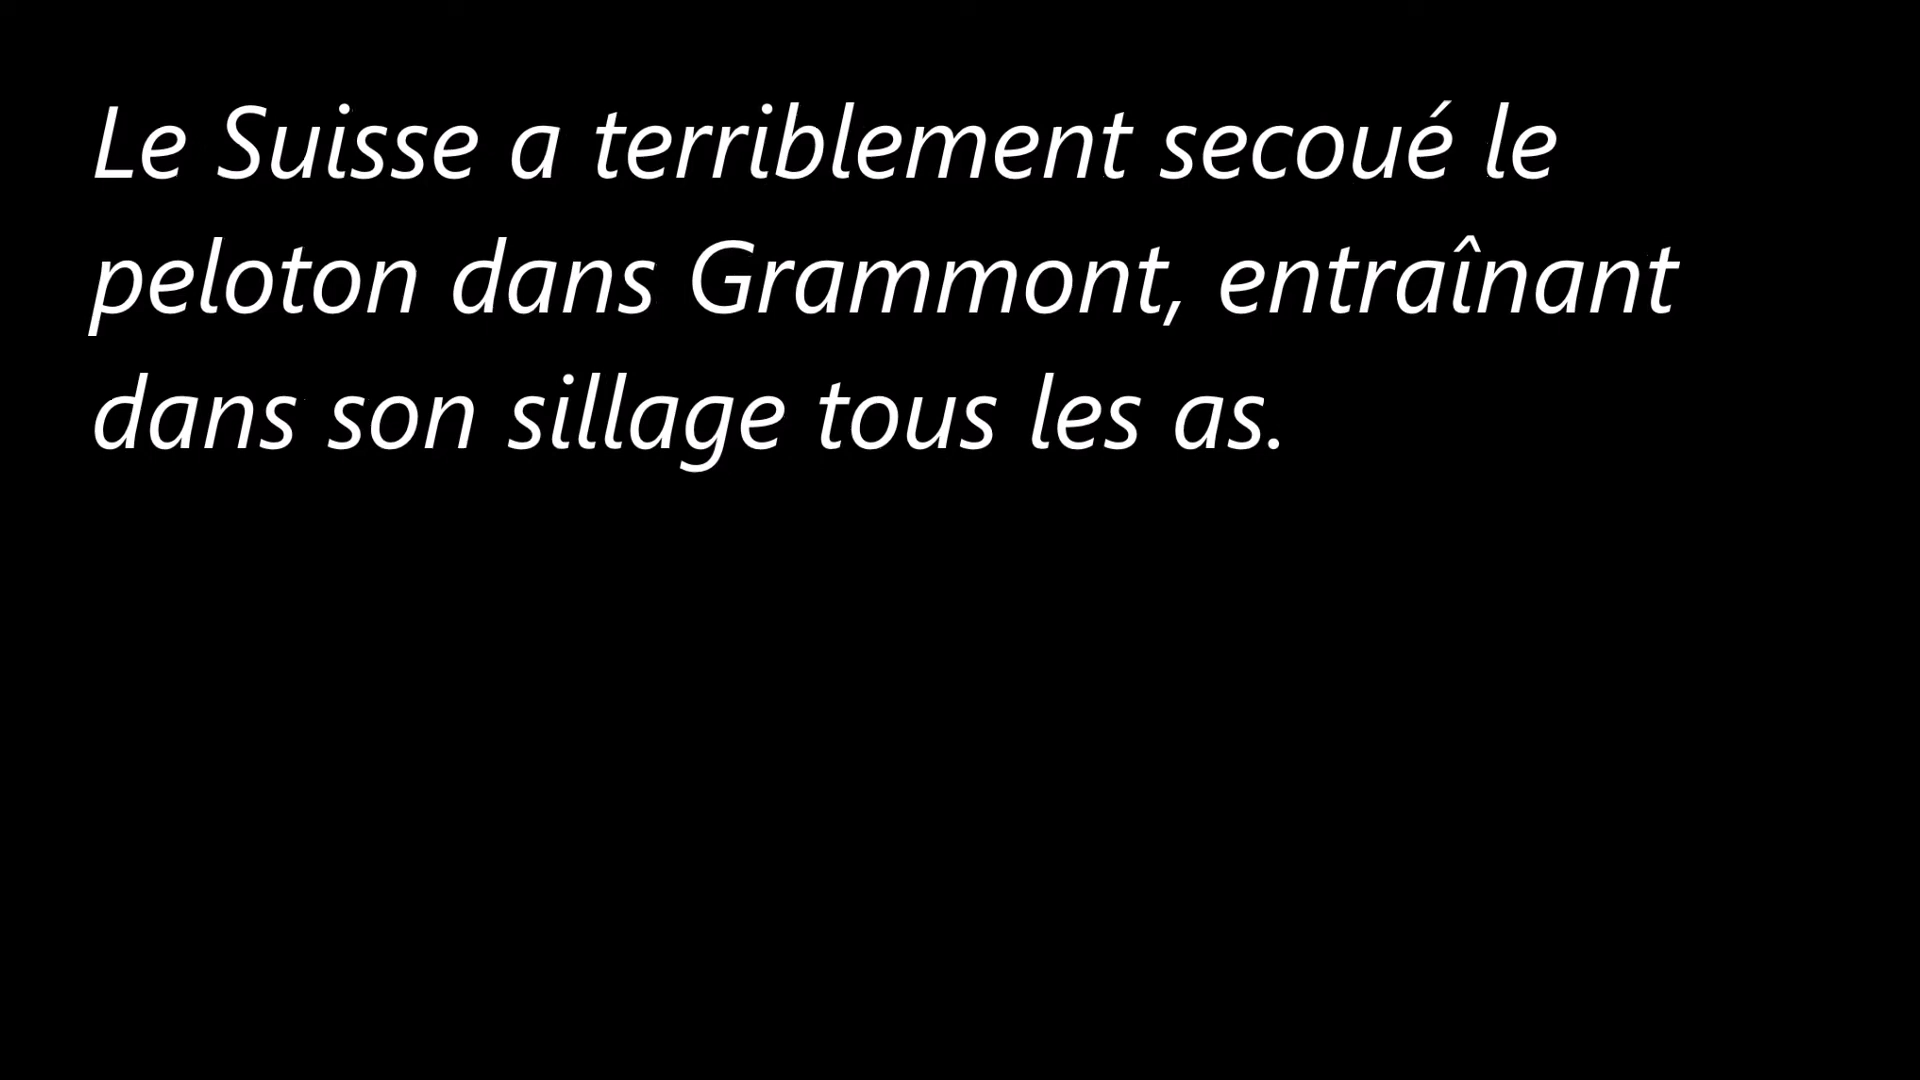 Le Suisse a terriblement secoué le
peloton dans Grammont, entraînant
dans son sillage tous les as.